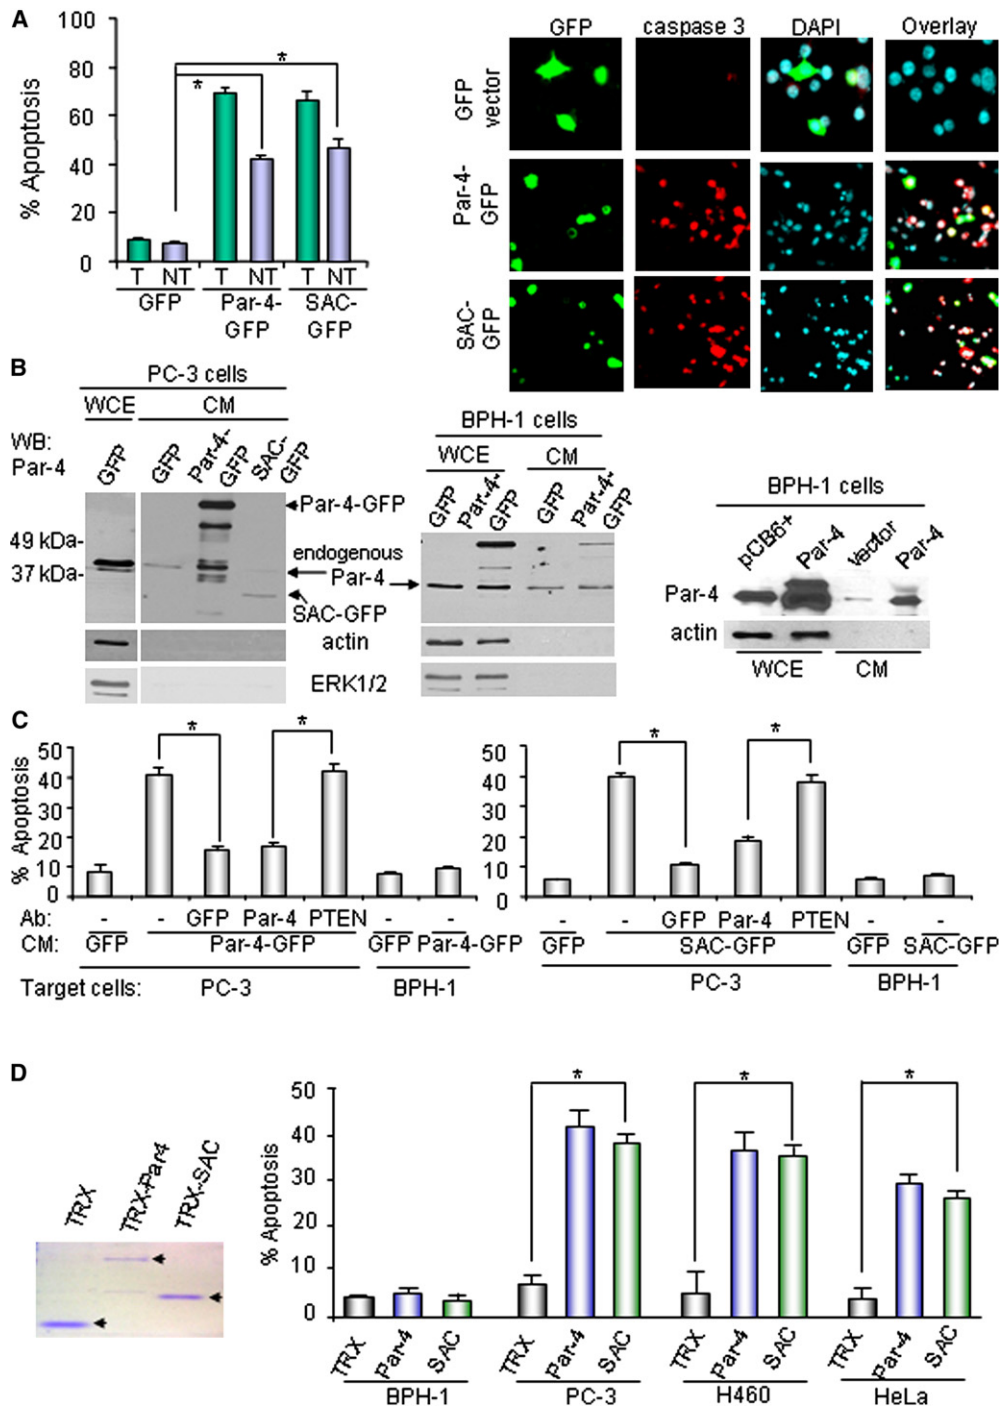 A
100
80
60
40
20
0
% Apoptosis
*
*
T NT T NT T NT
GFP Par-4-GFP SAC-GFP
GFP caspase 3 DAPI Overlay
GFP vector
Par-4-GFP
SAC-GFP
B
PC-3 cells
WCE CM
WB:
Par-4
GFP GFP Par-4-GFP SAC-GFP
49 kDa-
37 kDa-
Par-4-GFP
endogenous
Par-4
SAC-GFP
actin
ERK1/2
BPH-1 cells
WCE CM
GFP Par-4-GFP GFP Par-4-GFP
BPH-1 cells
pCB6+ Par-4 Vector Par-4
Par-4
actin
WCE CM
C
50
40
30
20
10
0
% Apoptosis
* *
Ab: - - GFP Par-4 PTEN - -
CM: GFP Par-4-GFP GFP Par-4-GFP
Target cells: PC-3 BPH-1
50
40
30
20
10
0
* *
- - GFP Par-4 PTEN - -
GFP SAC-GFP GFP SAC-GFP
PC-3 BPH-1
D
TRX TRX-Par4 TRX-SAC
50
40
30
20
10
0
% Apoptosis
* * *
TRX Par-4 SAC TRX Par-4 SAC TRX Par-4 SAC TRX Par-4 SAC
BPH-1 PC-3 H460 HeLa